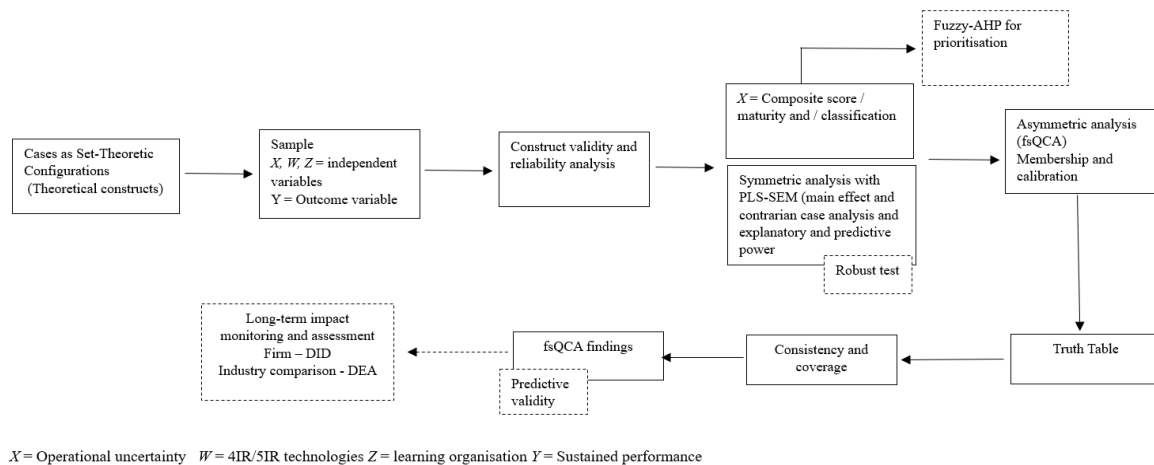 Fuzzy-AHP for
prioritisation
X = Composite score /
maturity and / classification
Cases as Set-Theoretic
Configurations
(Theoretical constructs)
Sample
X, W, Z = independent
variables
Y = Outcome variable
Construct validity and
reliability analysis
Symmetric analysis with
PLS-SEM (main effect and
contrarian case analysis and
explanatory and predictive
power
Robust test
Asymmetric analysis
(fsQCA)
Membership and
calibration
Truth Table
Consistency and
coverage
fsQCA findings
Predictive
validity
Long-term impact
monitoring and assessment
Firm – DID
Industry comparison - DEA
X = Operational uncertainty W = 4IR/5IR technologies Z = learning organisation Y = Sustained performance